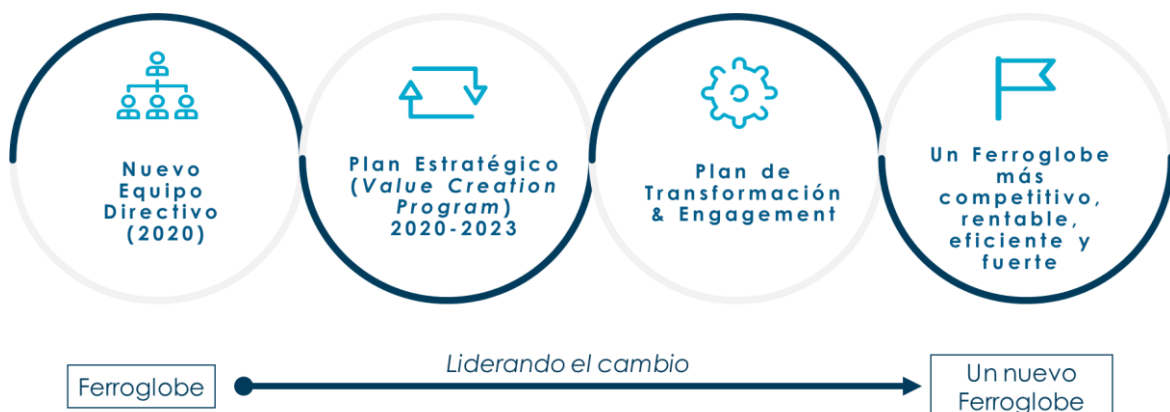 Nuevo
Equipo
Directivo
(2020)
Plan Estratégico
(Value Creation
Program)
2020-2023
Plan de
Transformación
& Engagement
Un Ferroglobe
más
competitivo,
rentable,
eficiente y
fuerte
Liderando el cambio
Ferroglobe
Un nuevo
Ferroglobe